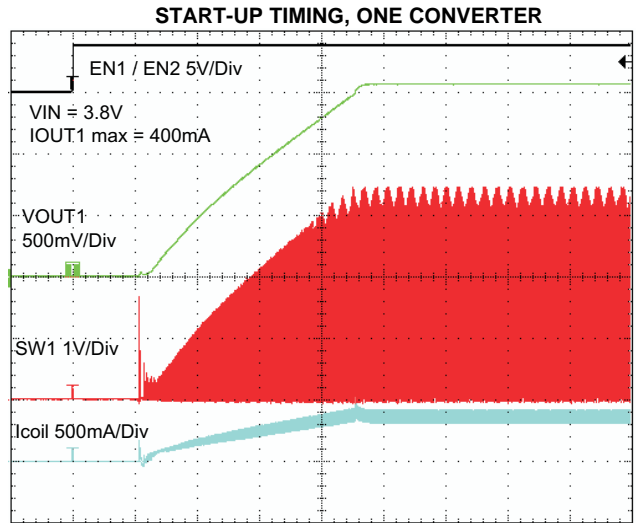 START-UP TIMING, ONE CONVERTER
EN1 / EN2 5V/Div
VIN = 3.8V
IOUT1 max = 400mA
VOUT1
500mV/Div
SW1 1V/Div
Icoil 500mA/Div